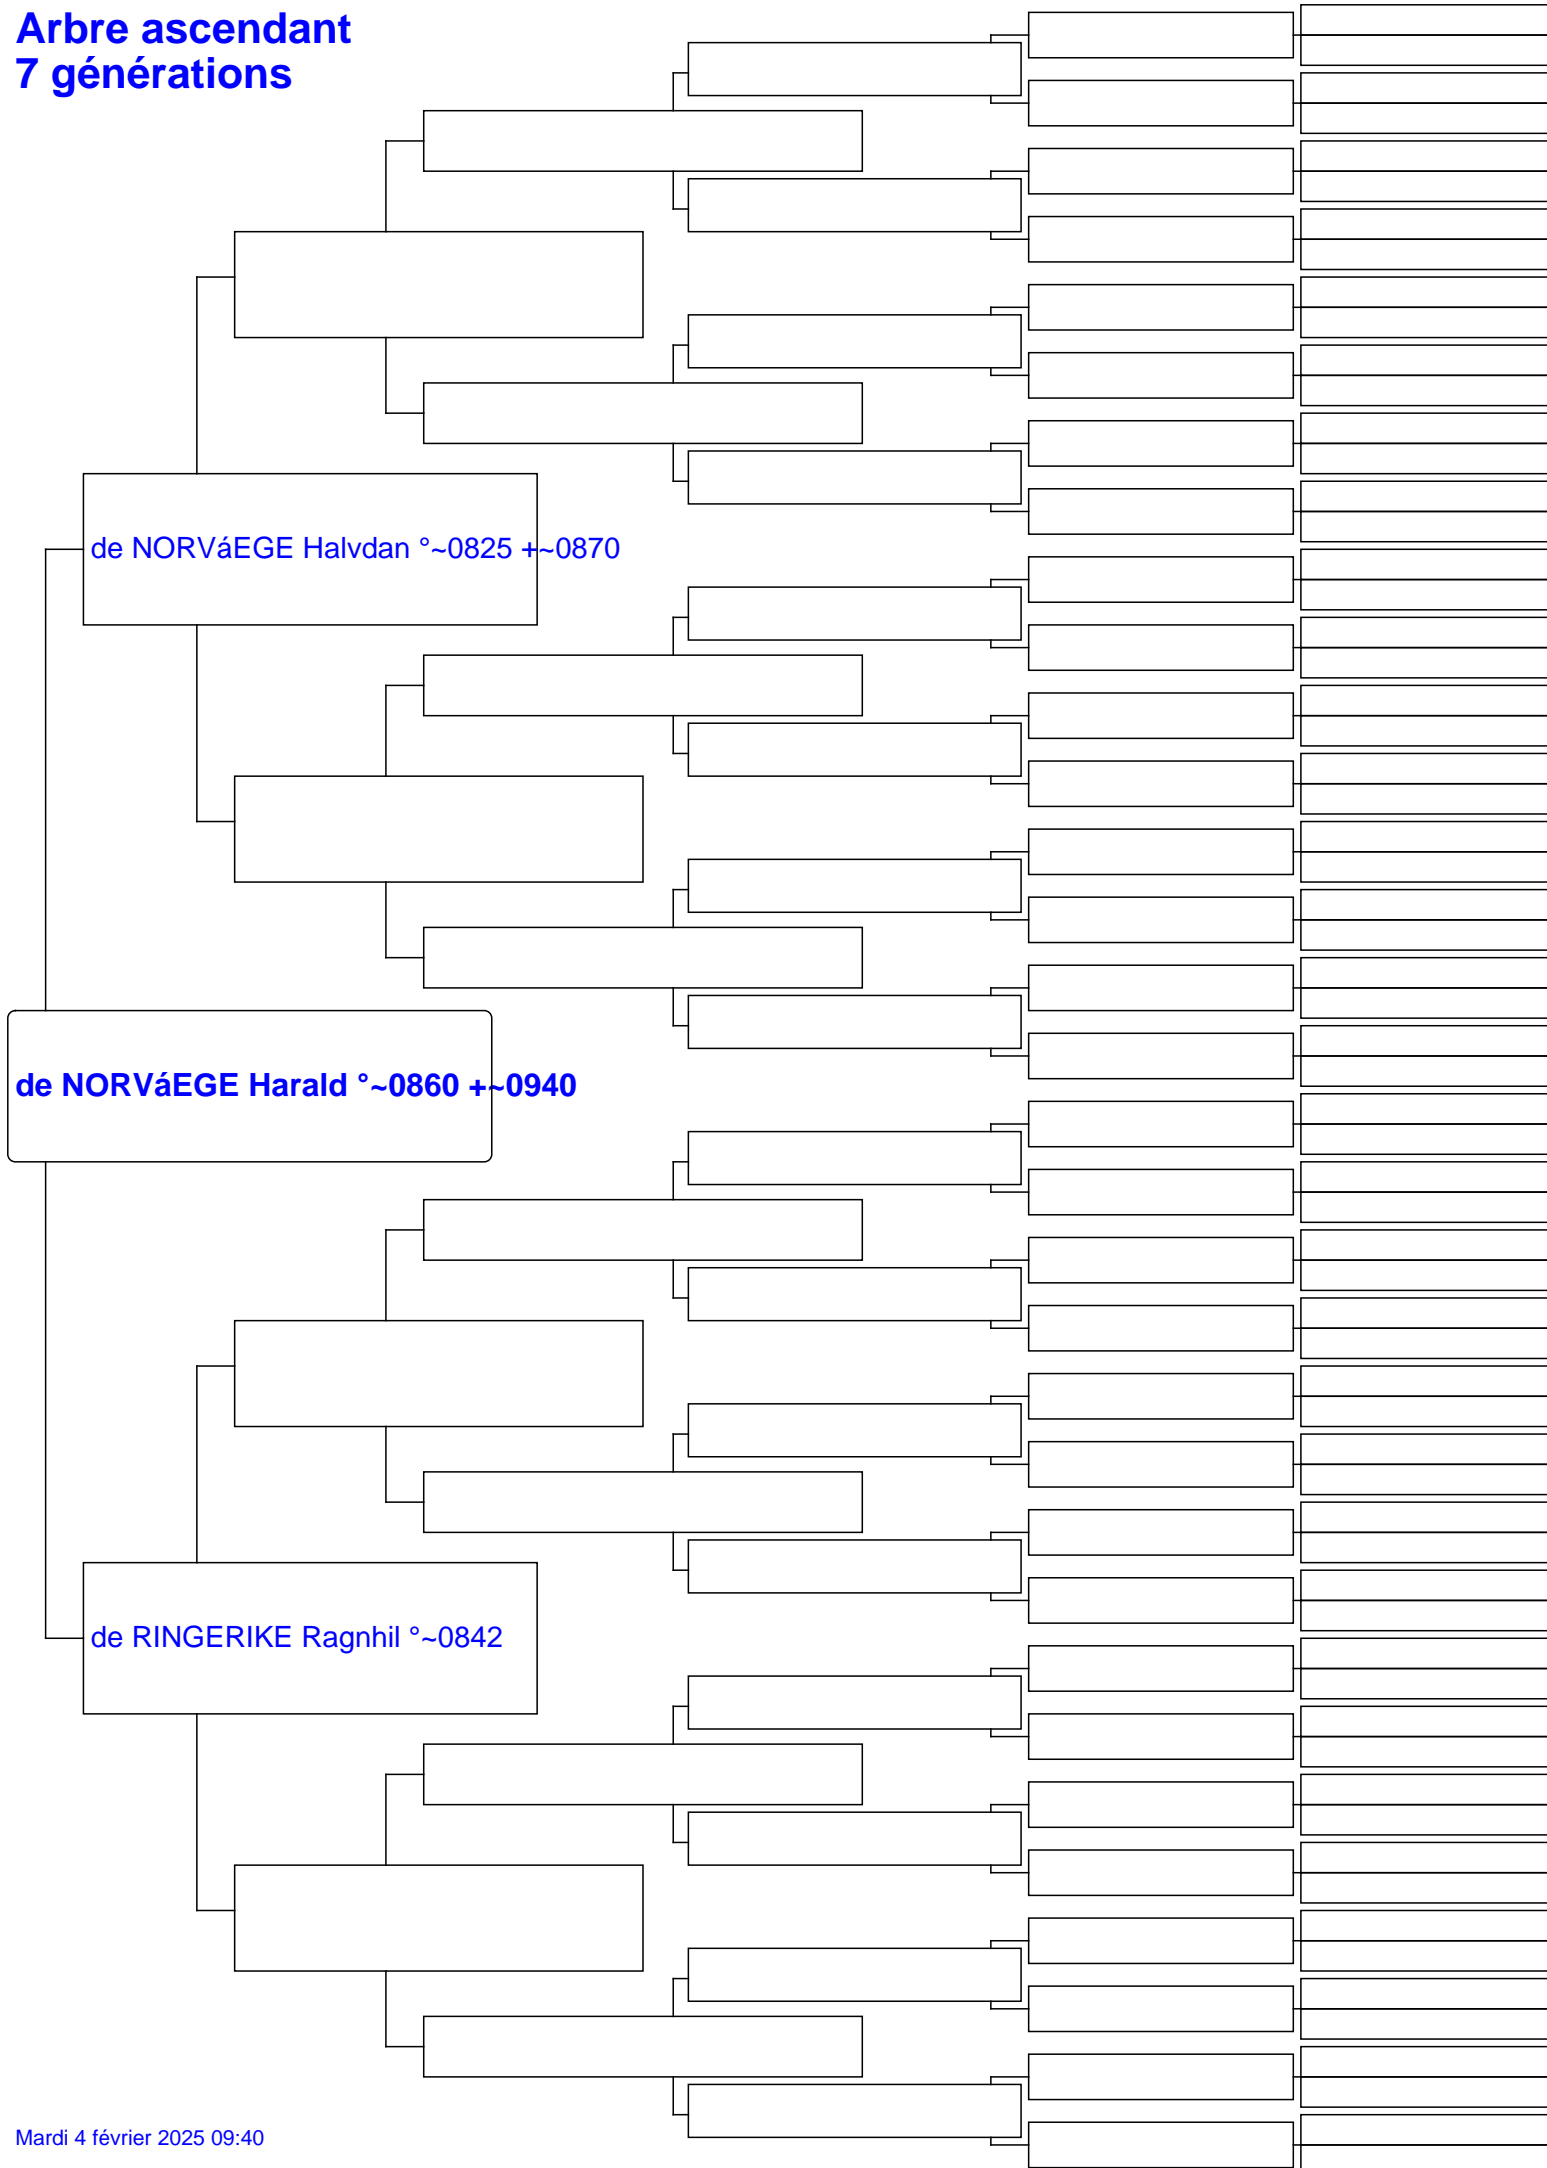 Arbre ascendant
7 générations
de NORVáEGE Halvdan °~0825 +~0870
de NORVáEGE Harald °~0860 +~0940
de RINGERIKE Ragnhil °~0842
Mardi 4 février 2025 09:40